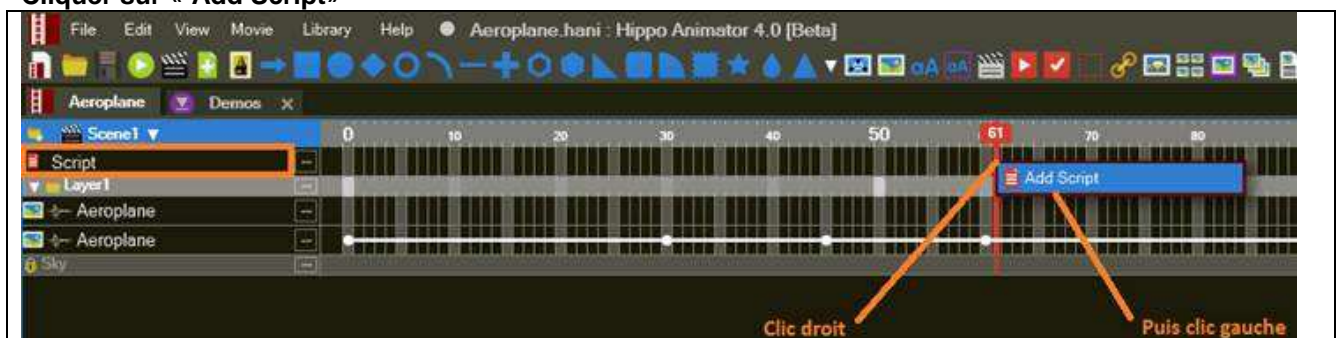 Cliquer sur « Add Script»
File Edit View Movie Library Help Aeroplane.hani : Hippo Animator 4.0 [Beta]
Aeroplane Demos x
Scene1 0 10 20 30 40 50 61 70 80
Script
Add Script
Layer1
Aeroplane
Aeroplane
Sky
Clic droit Puis clic gauche